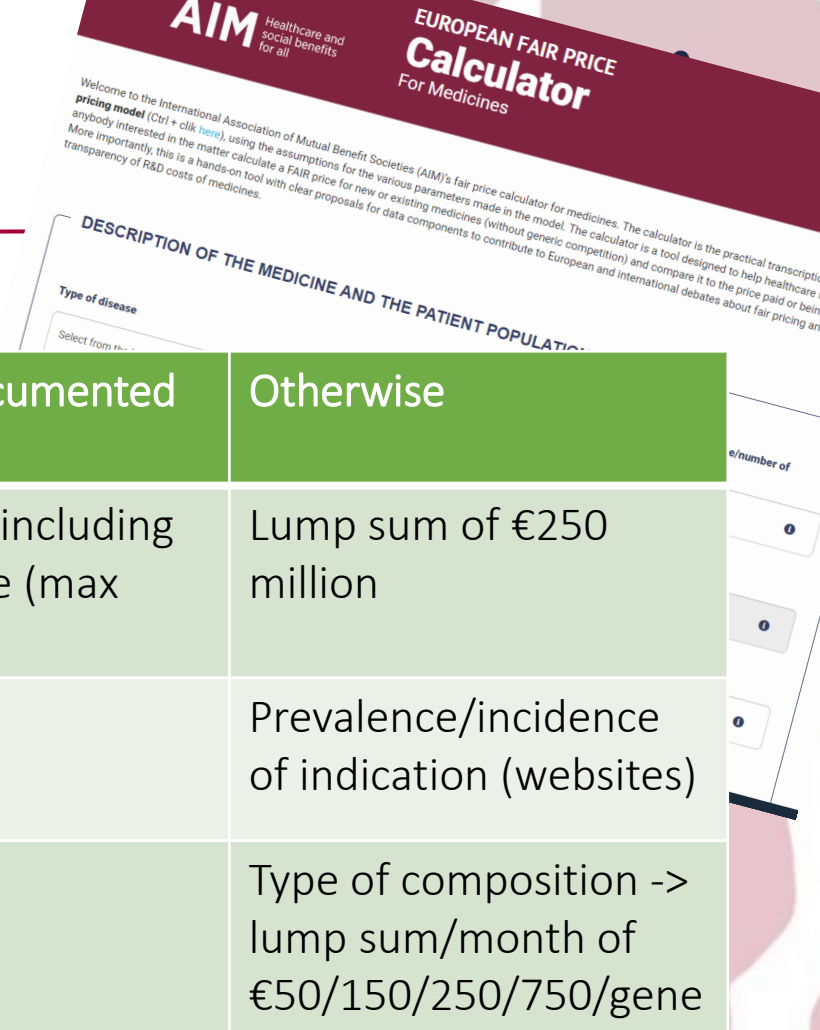 AIM
Healthcare and
social benefits
for all
EUROPEAN FAIR PRICE
Calculator
For Medicines
Welcome to the International Association of Mutual Benefit Societies (AIM)'s fair price calculator for medicines. The calculator is the practical
pricing model (Ctrl + clik here), using the assumptions for the various parameters made in the model. The calculator is a tool designed to help healthcare
anybody interested in the matter calculate a FAIR price for new or existing medicines (without generic competition) and compare it to the price paid or
More importantly, this is a hands-on tool with clear proposals for data components to contribute to European and international debates about fair pricing
transparency of R&D costs of medicines.
DESCRIPTION OF THE MEDICINE AND THE PATIENT
Type of disease
Select from
e/number of
cumented
Otherwise
including
e (max
Lump sum of €250
million
Prevalence/incidence
of indication (websites)
Type of composition ->
lump sum/month of
€50/150/250/750/gene